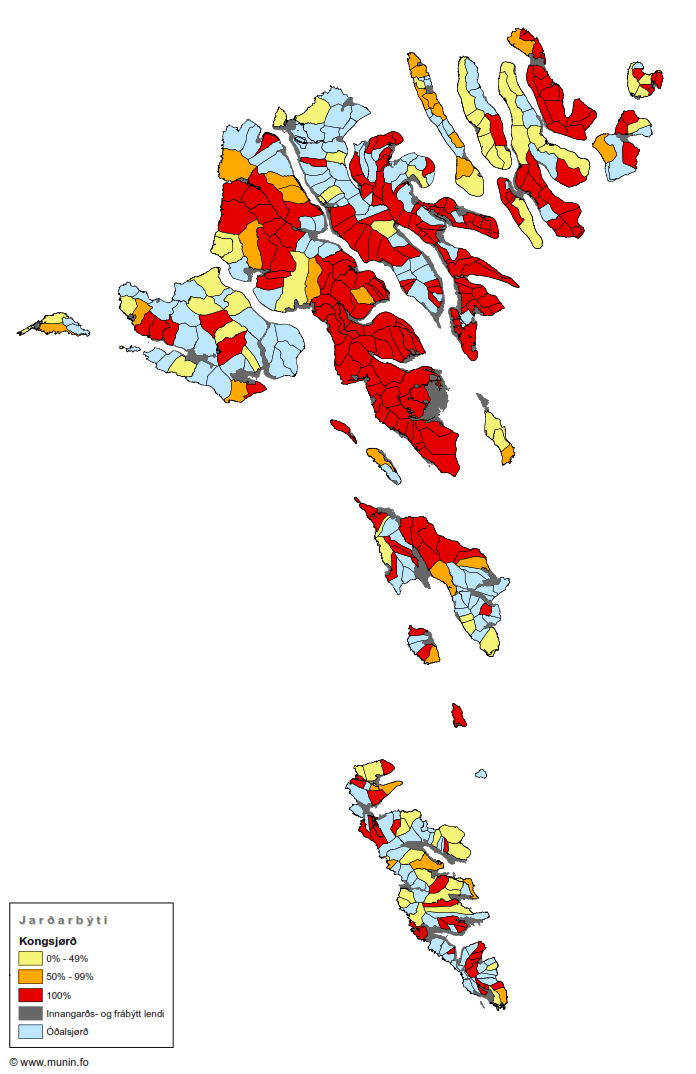 Jarðarbýti
Kongsjørð
0% - 49%
50% - 99%
100%
Innangarðs- og frábýtt lendi
Óðalsjørð
© www.munin.fo